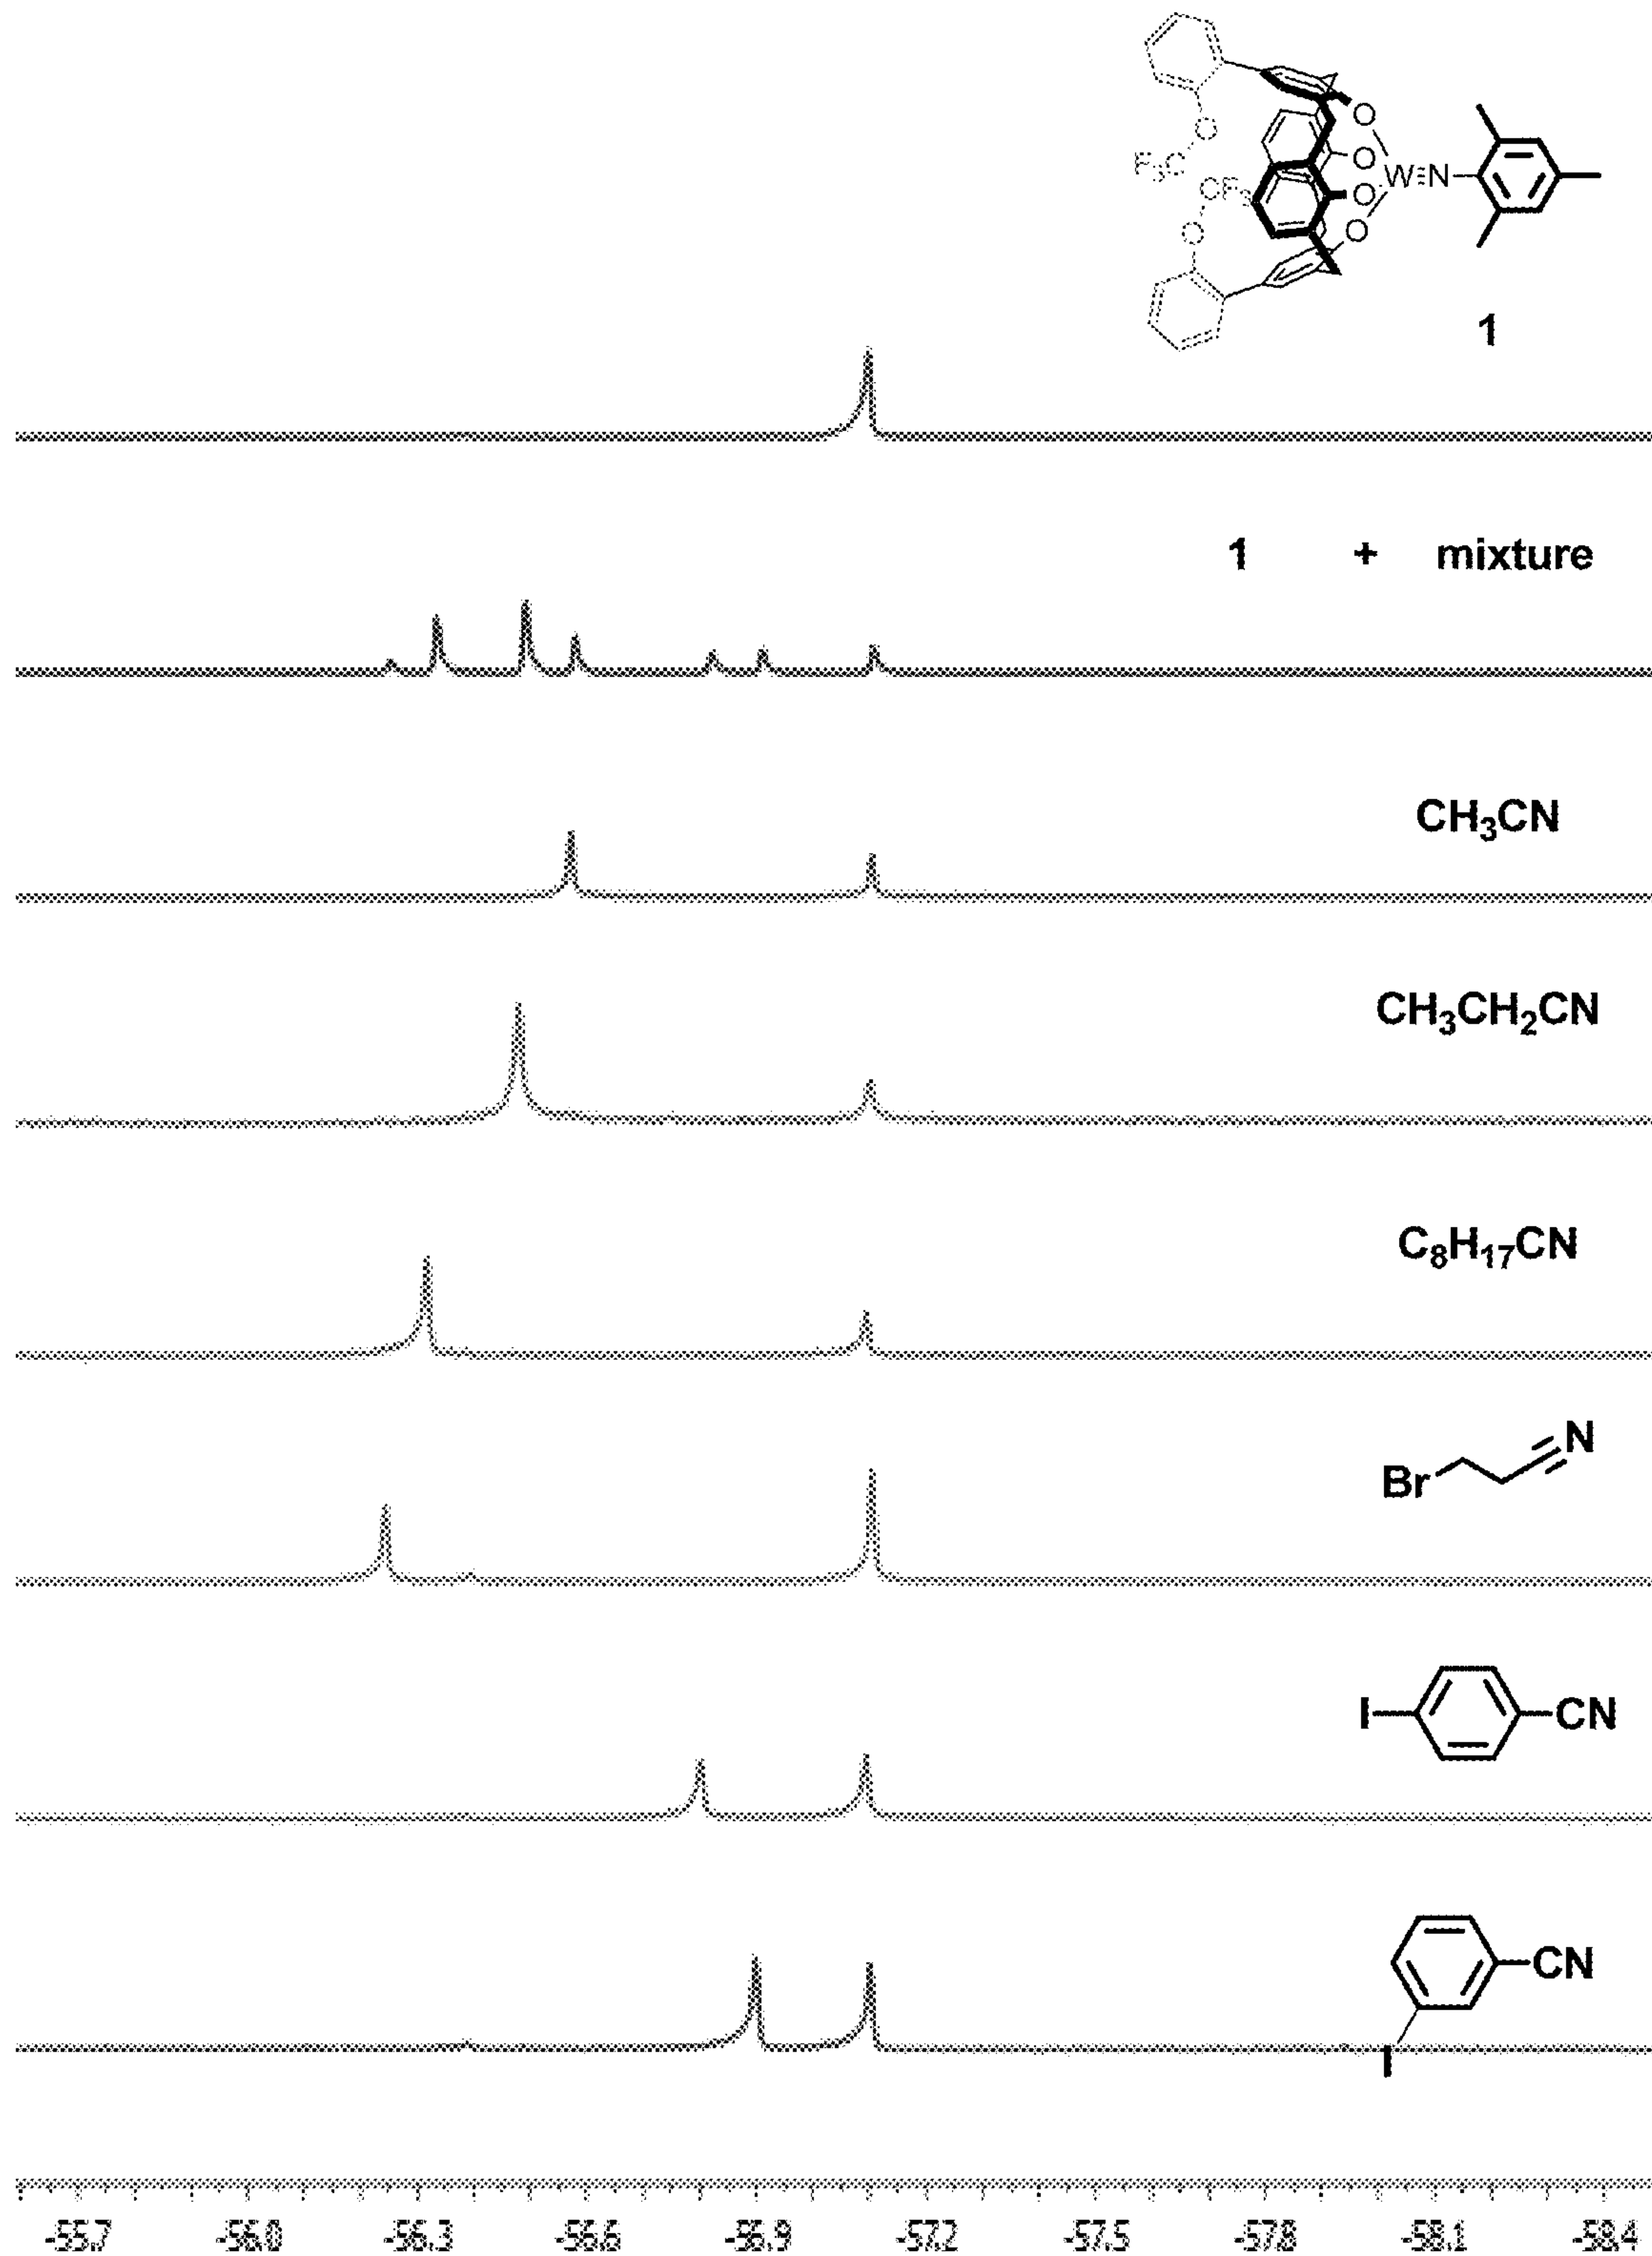 O
O
F₃C
O
W≡N
CF₃
O
O
O
1
1 + mixture
CH₃CN
CH₃CH₂CN
C₈H₁₇CN
N
Br
I CN
CN
I
-55.7 -56.0 -56.3 -56.6 -56.9 -57.2 -57.5 -57.8 -58.1 -58.4